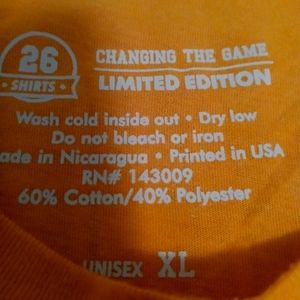 26
SHIRTS
CHANGING THE GAME
LIMITED EDITION
Wash cold inside out • Dry low
Do not bleach or iron
ade in Nicaragua • Printed in USA
RN# 143009
60% Cotton/40% Polyester
UNISEX XL